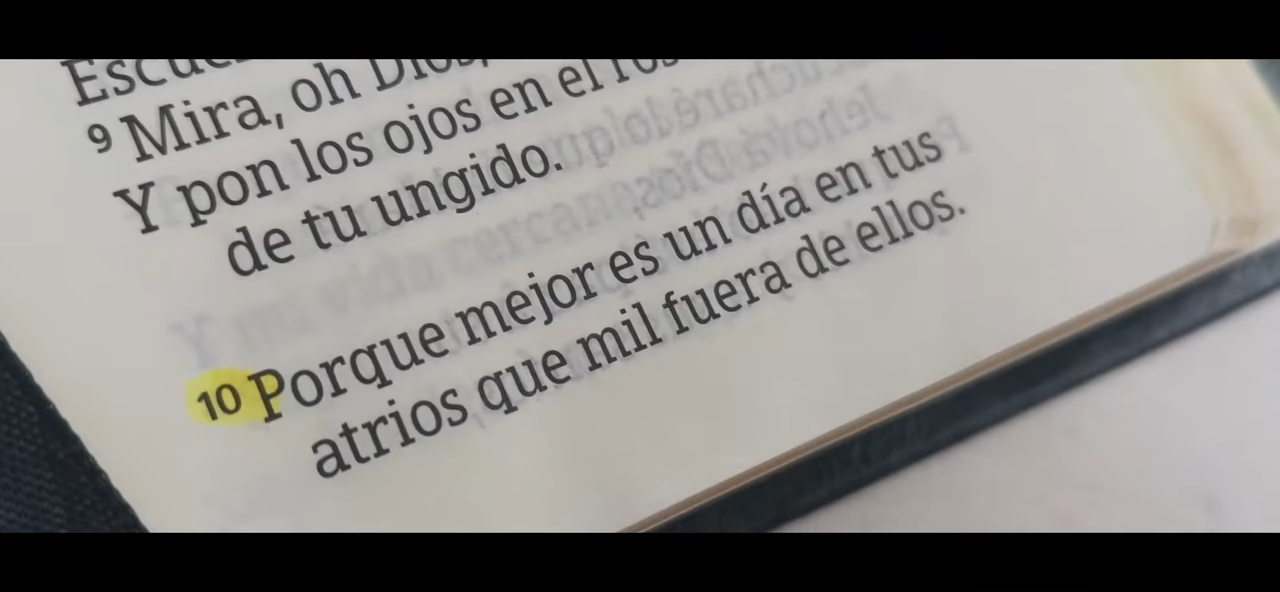 9 Mira, oh Dios,
Y pon los ojos en el
de tu ungido.
10 Porque mejor es un día en tus
atrios que mil fuera de ellos.